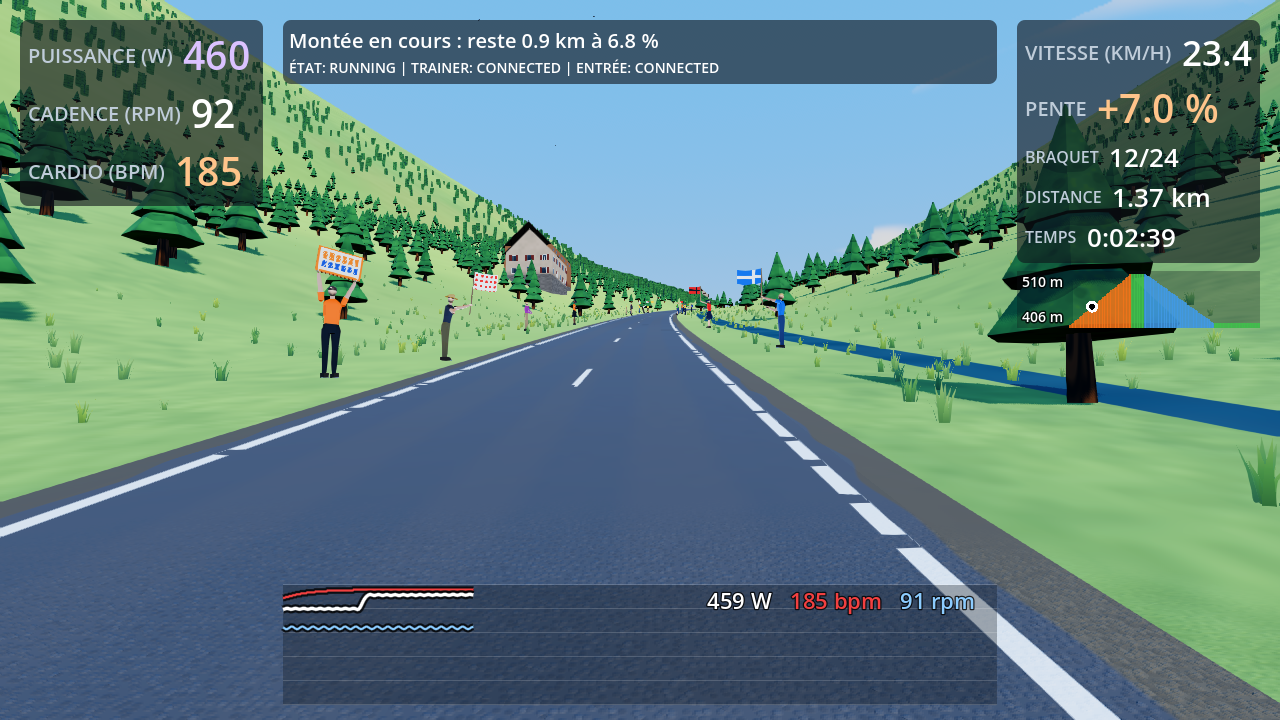 PUISSANCE (W) 460
CADENCE (RPM) 92
CARDIO (BPM) 185
Montée en cours : reste 0.9 km à 6.8 %
ÉTAT: RUNNING | TRAINER: CONNECTED | ENTRÉE: CONNECTED
VITESSE (KM/H) 23.4
PENTE +7.0 %
BRAQUET 12/24
DISTANCE 1.37 km
TEMPS 0:02:39
510 m
406 m
459 W 185 bpm 91 rpm